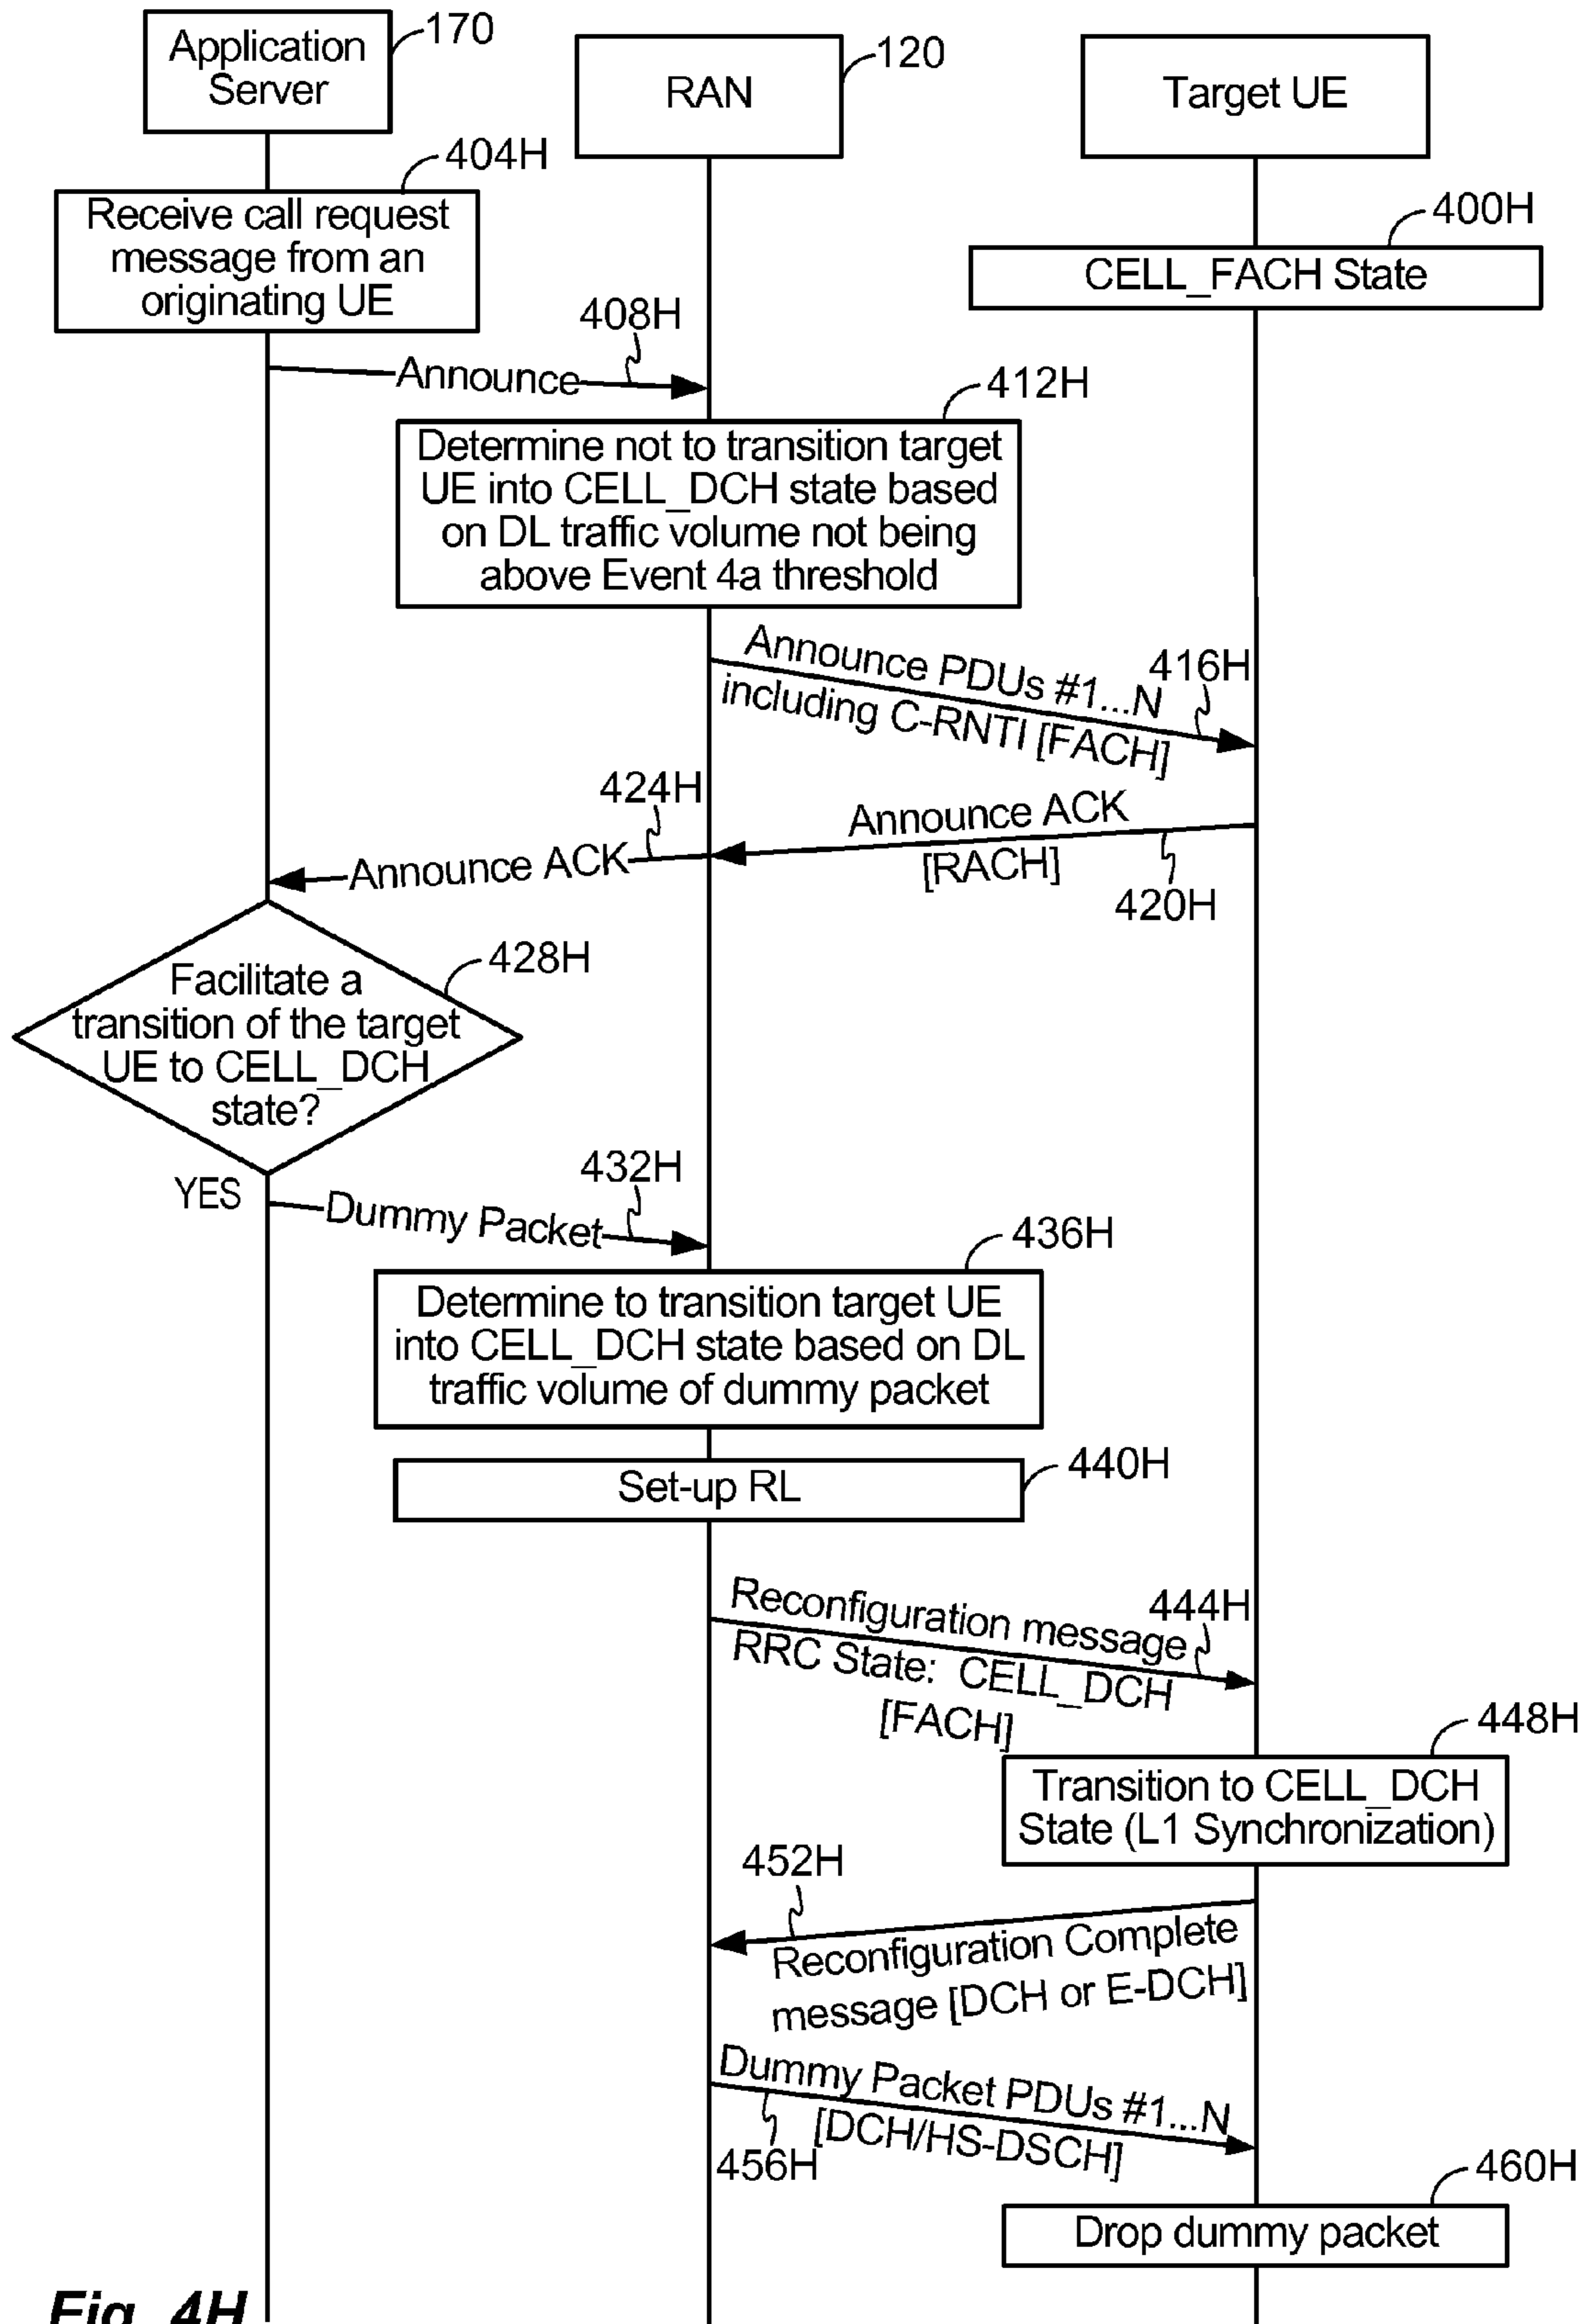 Application
Server
170
RAN
120
Target UE
404H
Receive call request
message from an
originating UE
400H
CELL_FACH State
408H
Announce
412H
Determine not to transition target
UE into CELL_DCH state based
on DL traffic volume not being
above Event 4a threshold
Announce PDUs #1...N
416H
including C-RNTI [FACH]
424H
Announce ACK
Announce ACK
[RACH]
420H
428H
Facilitate a
transition of the target
UE to CELL_DCH
state?
YES
432H
Dummy Packet
436H
Determine to transition target UE
into CELL_DCH state based on DL
traffic volume of dummy packet
440H
Set-up RL
Reconfiguration message
444H
RRC State: CELL_DCH
[FACH]
448H
Transition to CELL_DCH
State (L1 Synchronization)
452H
Reconfiguration Complete
message [DCH or E-DCH]
Dummy Packet PDUs #1...N
[DCH/HS-DSCH]
456H
460H
Drop dummy packet
Fig. 4H